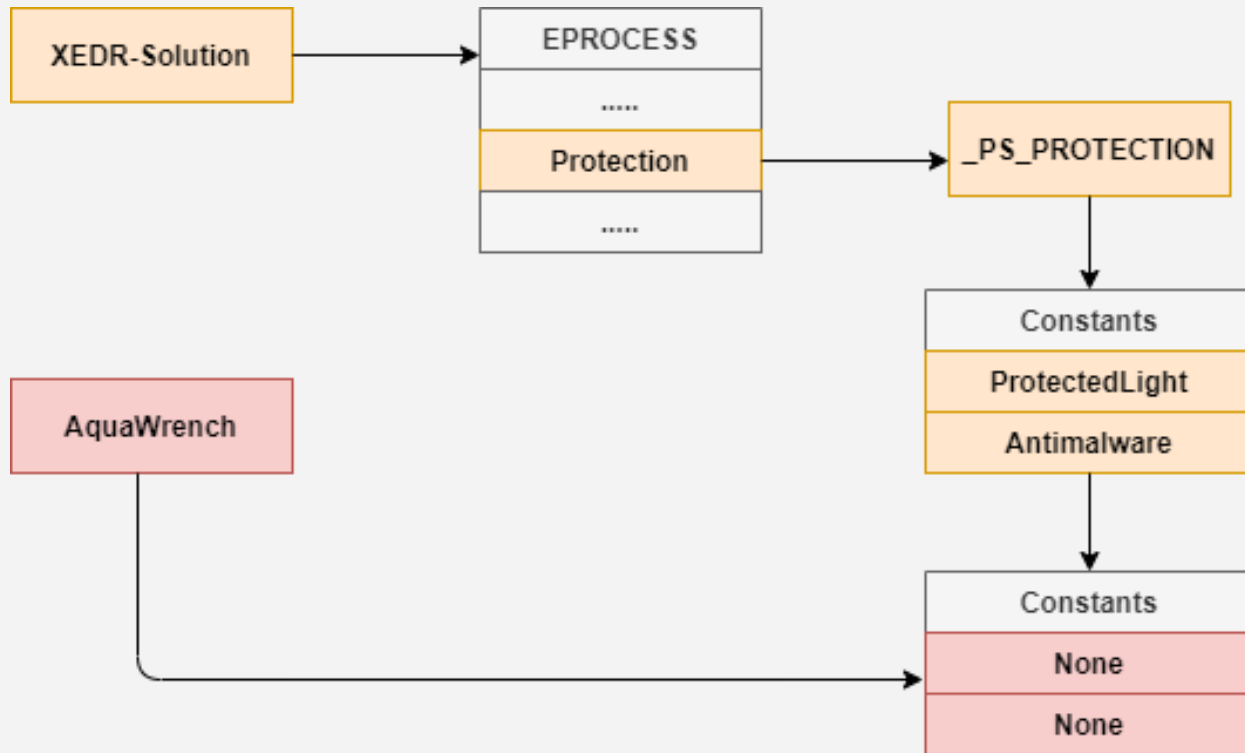 XEDR-Solution
EPROCESS
.....
Protection
.....
_PS_PROTECTION
Constants
ProtectedLight
Antimalware
AquaWrench
Constants
None
None